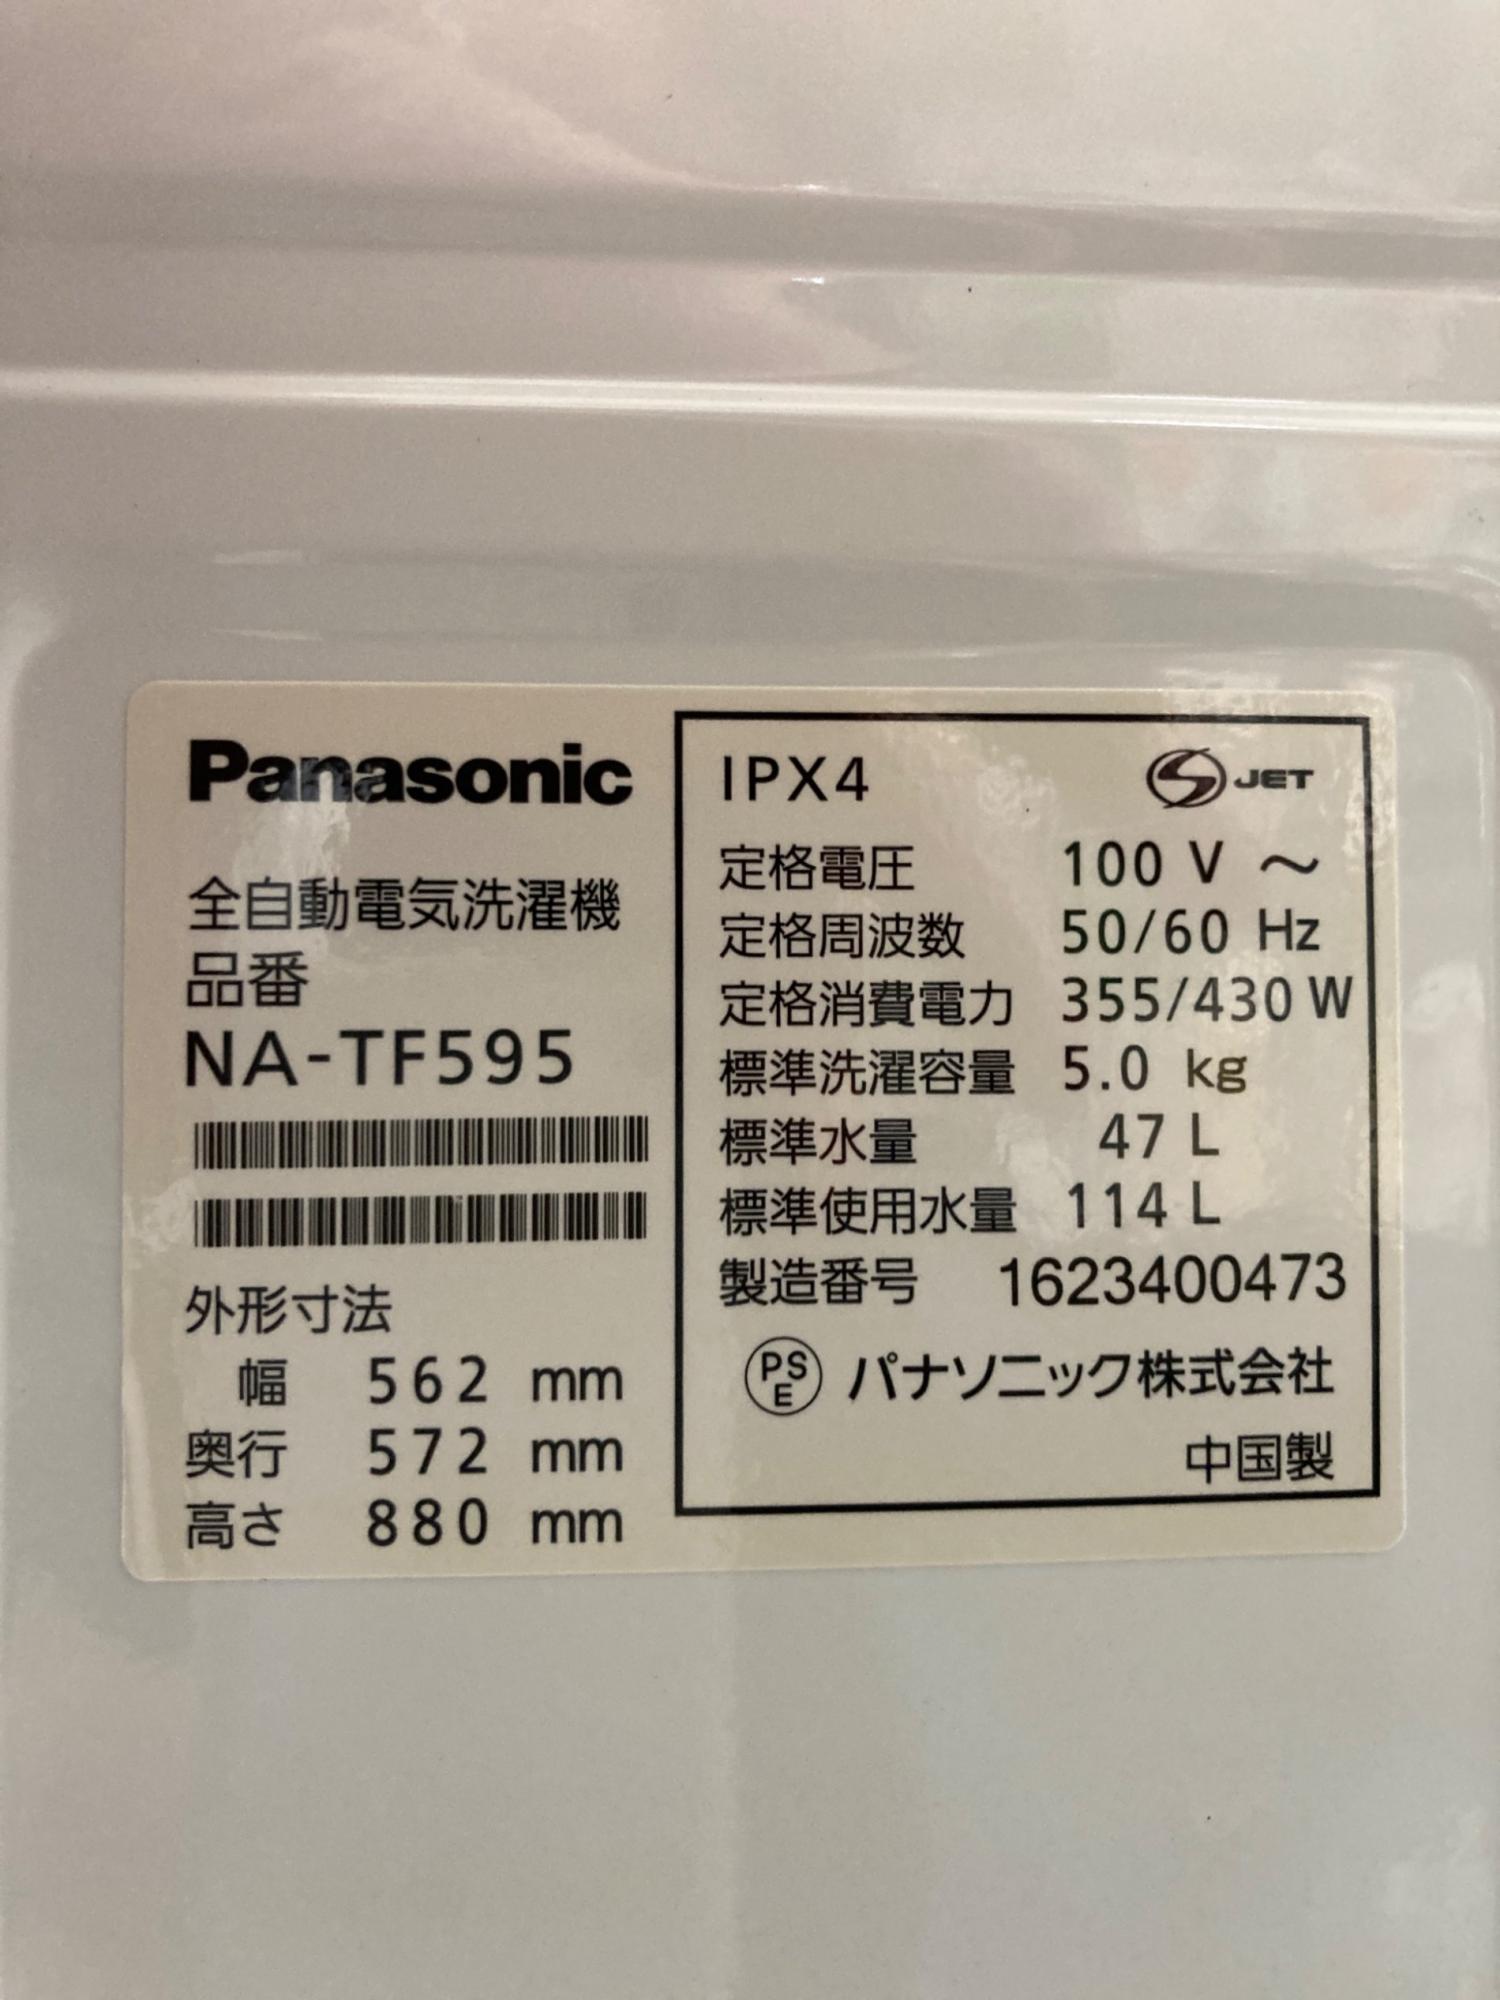 Panasonic
全自動電気洗濯機
品番
NA-TF595
外形寸法
幅 562 mm
奥行 572 mm
高さ 880 mm
IPX4
S JET
定格電圧 100 V ～
定格周波数 50/60 Hz
定格消費電力 355/430 W
標準洗濯容量 5.0 kg
標準水量 47 L
標準使用水量 114 L
製造番号 1623400473
PSE パナソニック株式会社
中国製